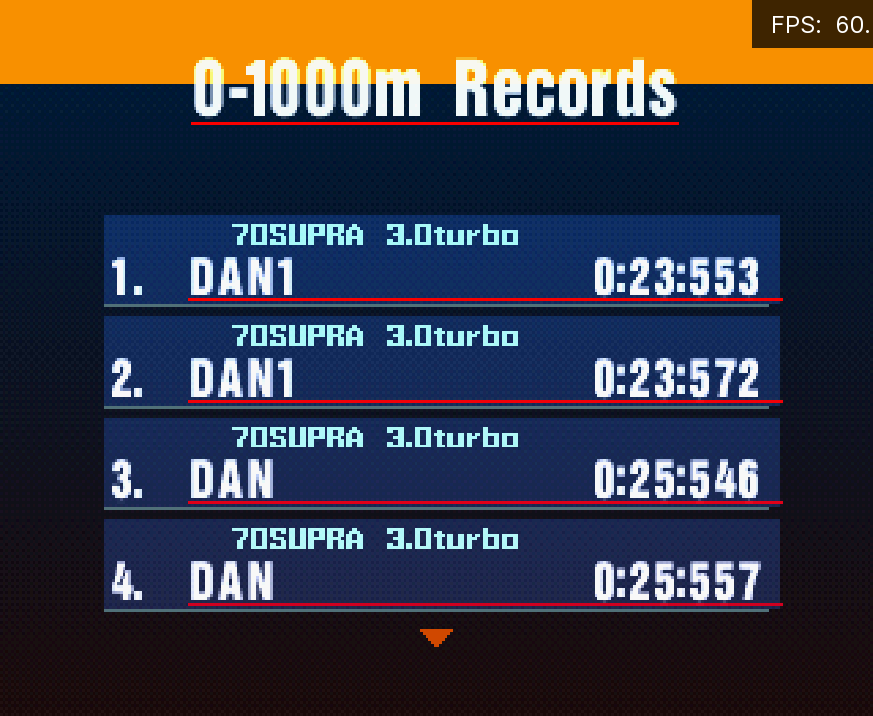 FPS: 60.
0-1000m Records
70SUPRA 3.0turbo
1. DAN1 0:23:553
70SUPRA 3.0turbo
2. DAN1 0:23:572
70SUPRA 3.0turbo
3. DAN 0:25:546
70SUPRA 3.0turbo
4. DAN 0:25:557